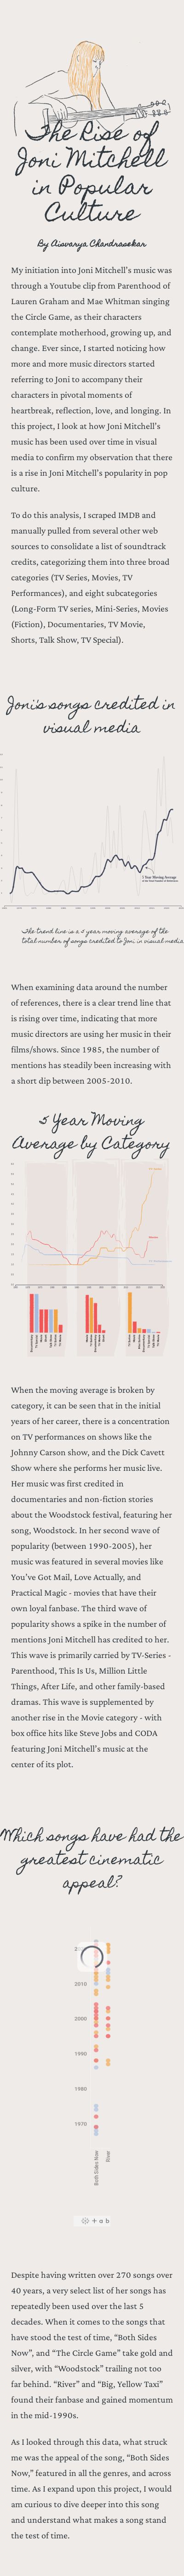 The Rise of
Joni Mitchell
in Popular
Culture
By Aiswarya Chandrasekar
My initiation into Joni Mitchell's music was
through a Youtube clip from Parenthood of
Lauren Graham and Mae Whitman singing
the Circle Game, as their characters
contemplate motherhood, growing up, and
change. Ever since, I started noticing how
more and more music directors started
referring to Joni to accompany their
characters in pivotal moments of
heartbreak, reflection, love, and longing. In
this project, I look at how Joni Mitchell's
music has been used over time in visual
media to confirm my observation that there
is a rise in Joni Mitchell's popularity in pop
culture.
To do this analysis, I scraped IMDB and
manually pulled from several other web
sources to consolidate a list of soundtrack
credits, categorizing them into three broad
categories (TV Series, Movies, TV
Performances), and eight subcategories
(Long-Form TV series, Mini-Series, Movies
(Fiction), Documentaries, TV Movie,
Shorts, Talk Show, TV Special).
Joni's songs credited in
visual media
5 Year Moving Average
The trend line is a 5 year moving average of the
total number of songs credited to Joni in visual media
When examining data around the number
of references, there is a clear trend line that
is rising over time, indicating that more
music directors are using her music in their
films/shows. Since 1985, the number of
mentions has steadily been increasing with
a short dip between 2005-2010.
5 Year Moving
Average by Category
When the moving average is broken by
category, it can be seen that in the initial
years of her career, there is a concentration
on TV performances on shows like the
Johnny Carson show, and the Dick Cavett
Show where she performs her music live.
Her music was first credited in
documentaries and non-fiction stories
about the Woodstock festival, featuring her
song, Woodstock. In her second wave of
popularity (between 1990-2005), her
music was featured in several movies like
You've Got Mail, Love Actually, and
Practical Magic - movies that have their
own loyal fanbase. The third wave of
popularity shows a spike in the number of
mentions Joni Mitchell has credited to her.
This wave is primarily carried by TV-Series -
Parenthood, This Is Us, Million Little
Things, After Life, and other family-based
dramas. This wave is supplemented by
another rise in the Movie category - with
box office hits like Steve Jobs and CODA
featuring Joni Mitchell's music at the
center of its plot.
Which songs have had the
greatest cinematic
appeal?
2010
2000
1990
1980
1970
Both Sides Now
River
+ a b
Despite having written over 270 songs over
40 years, a very select list of her songs has
repeatedly been used over the last 5
decades. When it comes to the songs that
have stood the test of time, "Both Sides
Now", and "The Circle Game" take gold and
silver, with "Woodstock" trailing not too
far behind. "River" and "Big, Yellow Taxi"
found their fanbase and gained momentum
in the mid-1990s.
As I looked through this data, what struck
me was the appeal of the song, "Both Sides
Now," featured in all the genres, and across
time. As I expand upon this project, I would
am curious to dive deeper into this song
and understand what makes a song stand
the test of time.